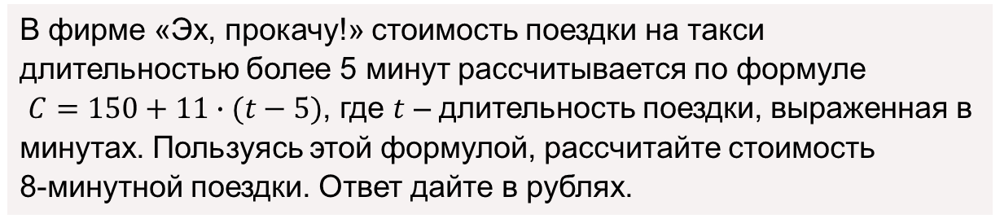 В фирме «Эх, прокачу!» стоимость поездки на такси
длительностью более 5 минут рассчитывается по формуле
C = 150 + 11 · (t − 5), где t – длительность поездки, выраженная в
минутах. Пользуясь этой формулой, рассчитайте стоимость
8-минутной поездки. Ответ дайте в рублях.